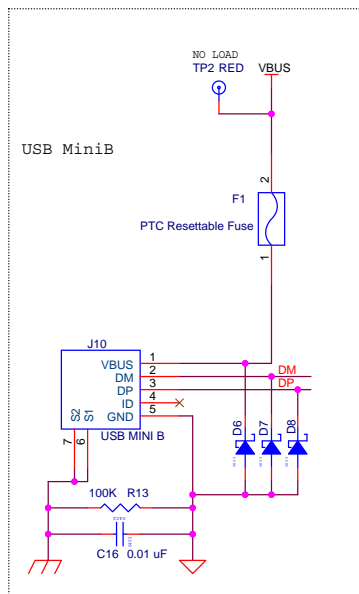 NO LOAD
TP2 RED
VBUS
USB MiniB
2
F1
PTC Resettable Fuse
1
J10
VBUS 1
DM 2
DP 3
ID 4
GND 5
DM
DP
S2 S1
7 6
USB MINI B
D6 D7 D8
100K R13
C16 0.01 uF